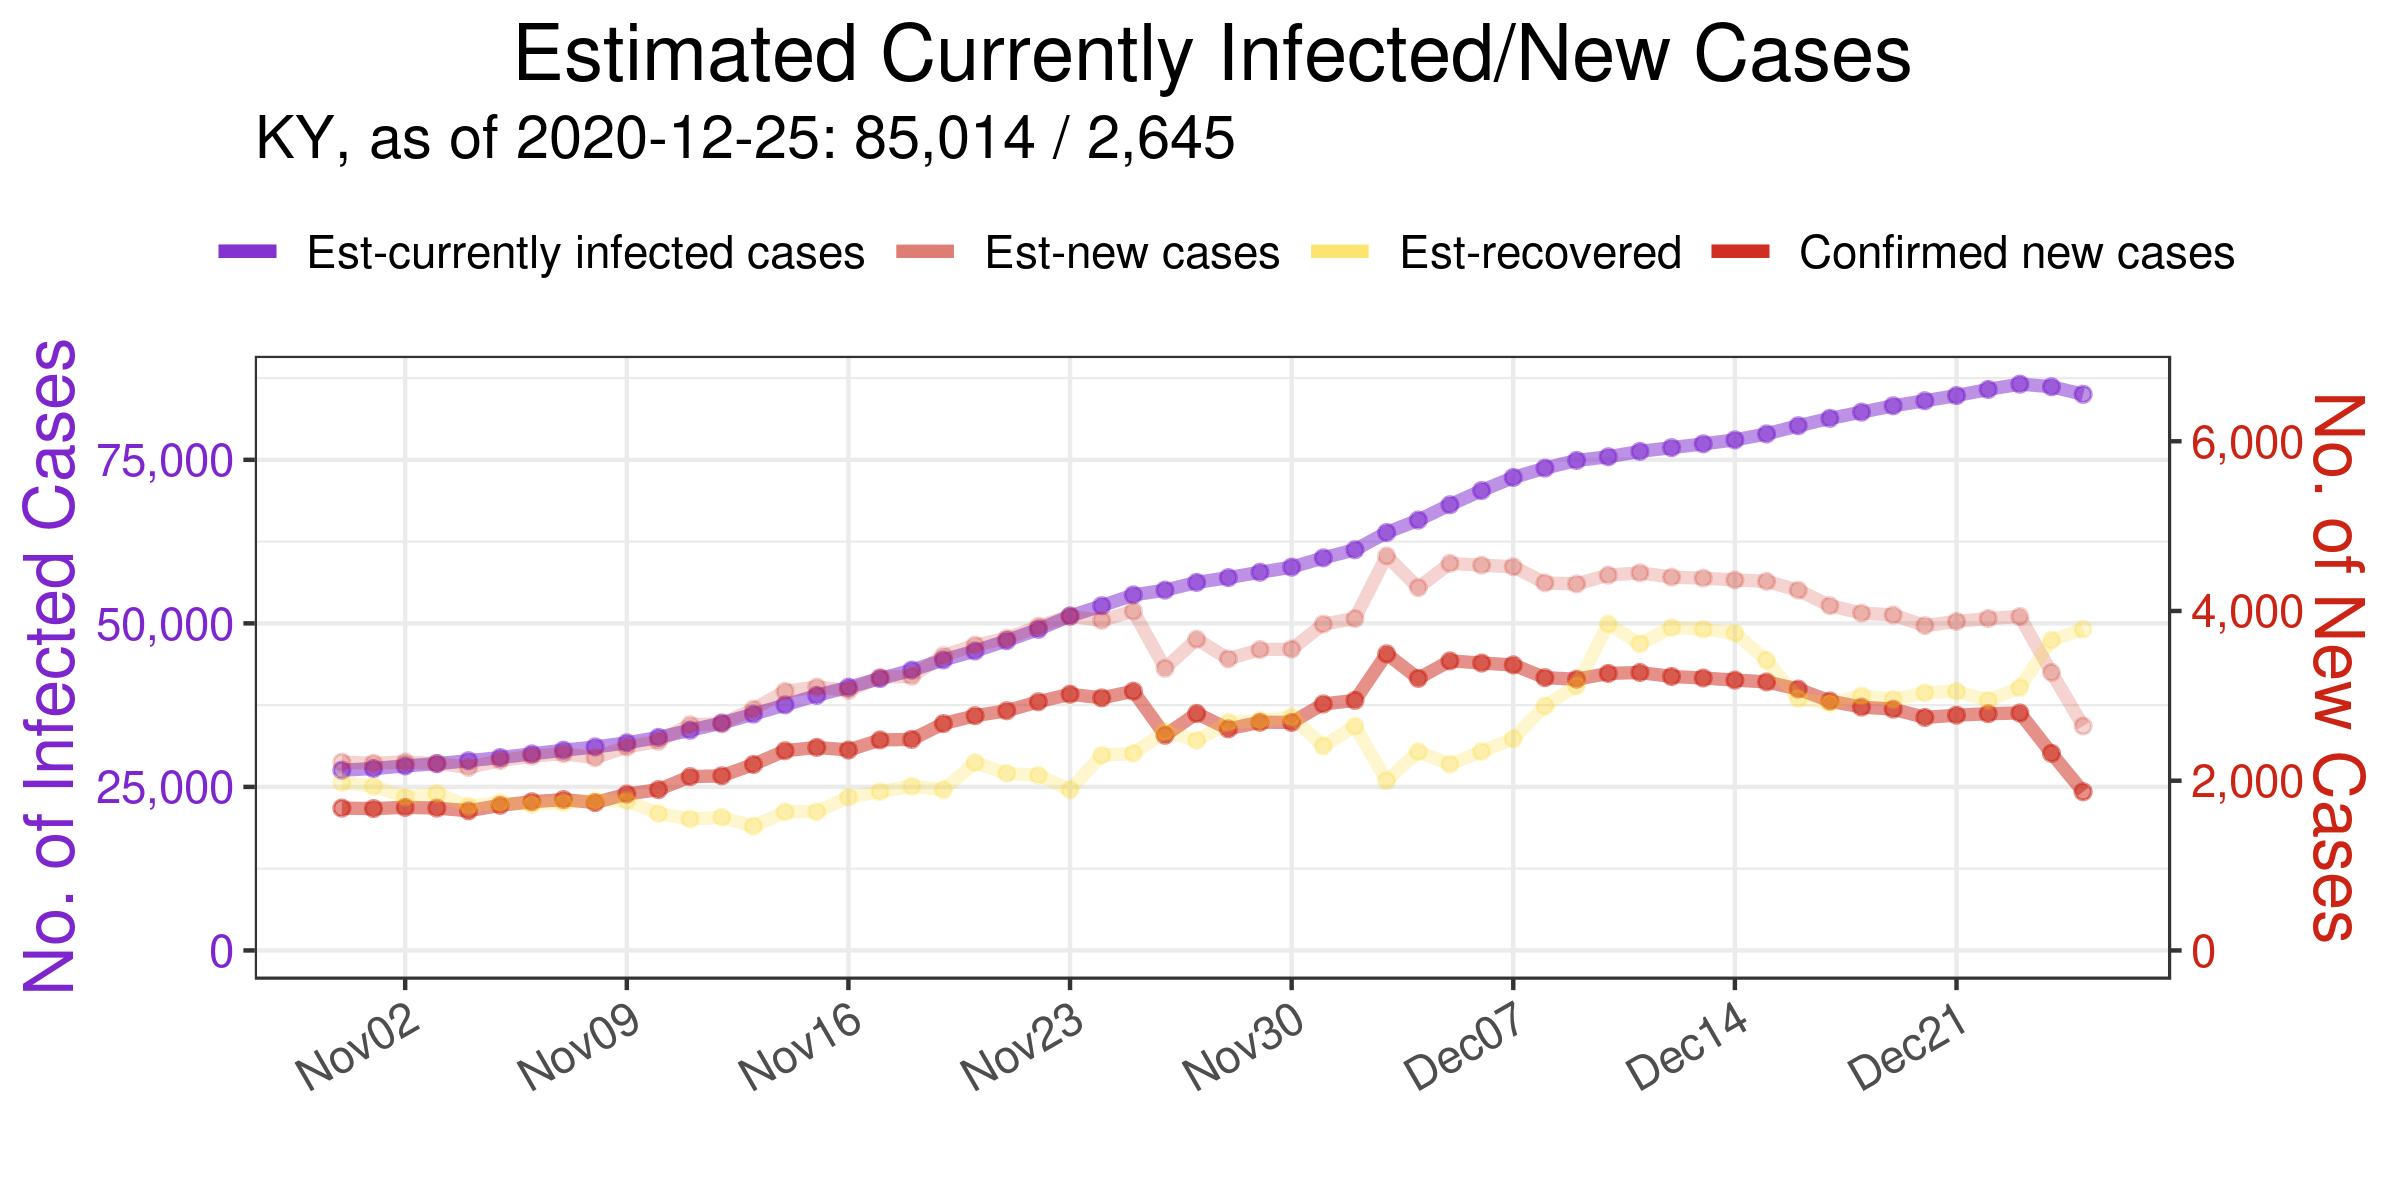 Estimated Currently Infected/New Cases
KY, as of 2020-12-25: 85,014 / 2,645
Est-currently infected cases Est-new cases Est-recovered Confirmed new cases
No. of Infected Cases
75,000
50,000
25,000
0
6,000
4,000
2,000
0
No. of New Cases
Nov02 Nov09 Nov16 Nov23 Nov30 Dec07 Dec14 Dec21